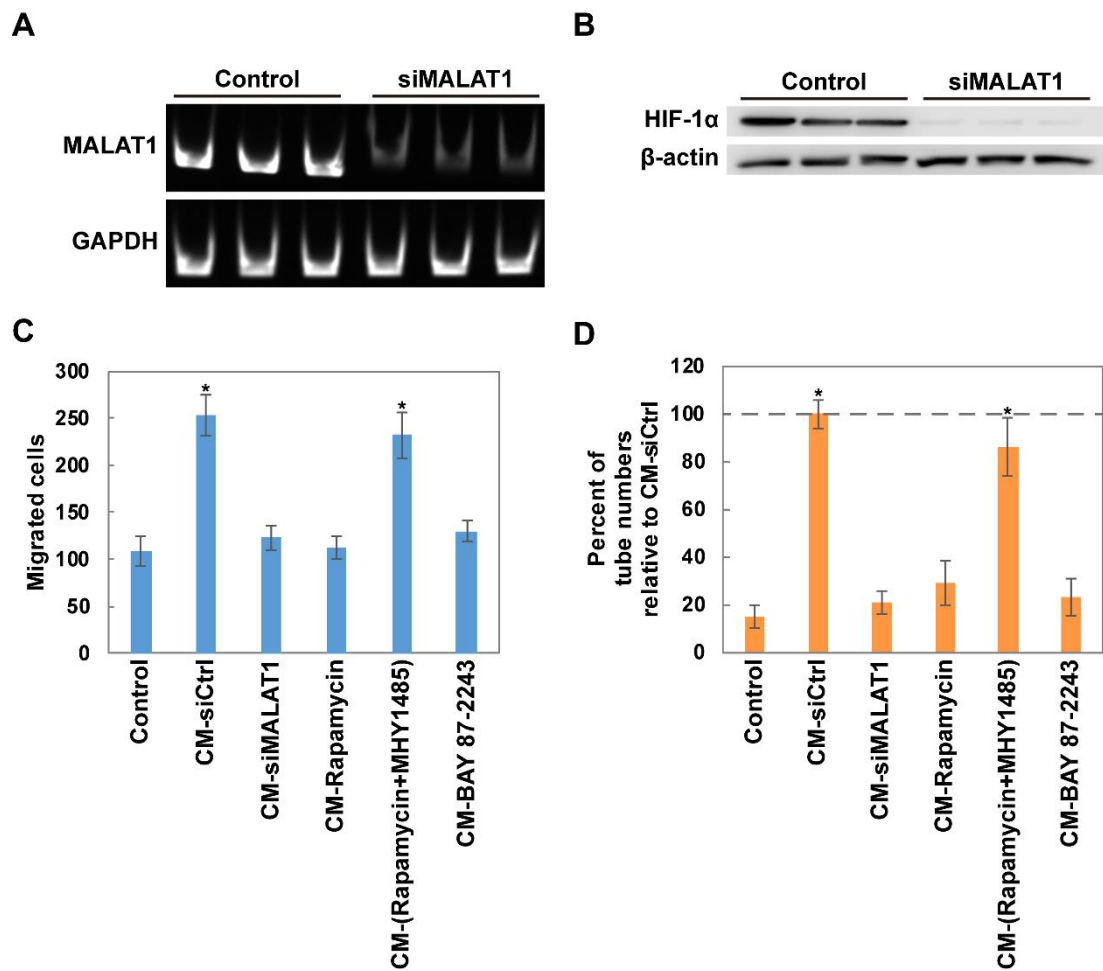 A
Control siMALAT1
MALAT1
GAPDH
B
Control siMALAT1
HIF-1α
β-actin
C
Migrated cells
300
250
200
150
100
50
0
* *
Control
CM-siCtrl
CM-siMALAT1
CM-Rapamycin
CM-(Rapamycin+MHY1485)
CM-BAY 87-2243
D
Percent of
tube numbers
relative to CM-siCtrl
120
100
80
60
40
20
0
* *
Control
CM-siCtrl
CM-siMALAT1
CM-Rapamycin
CM-(Rapamycin+MHY1485)
CM-BAY 87-2243